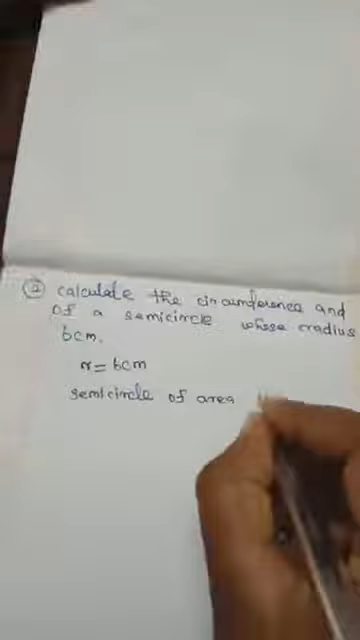 ② calculate the circumference and
of a semicircle whose radius
6cm.
r = 6cm
semicircle of area